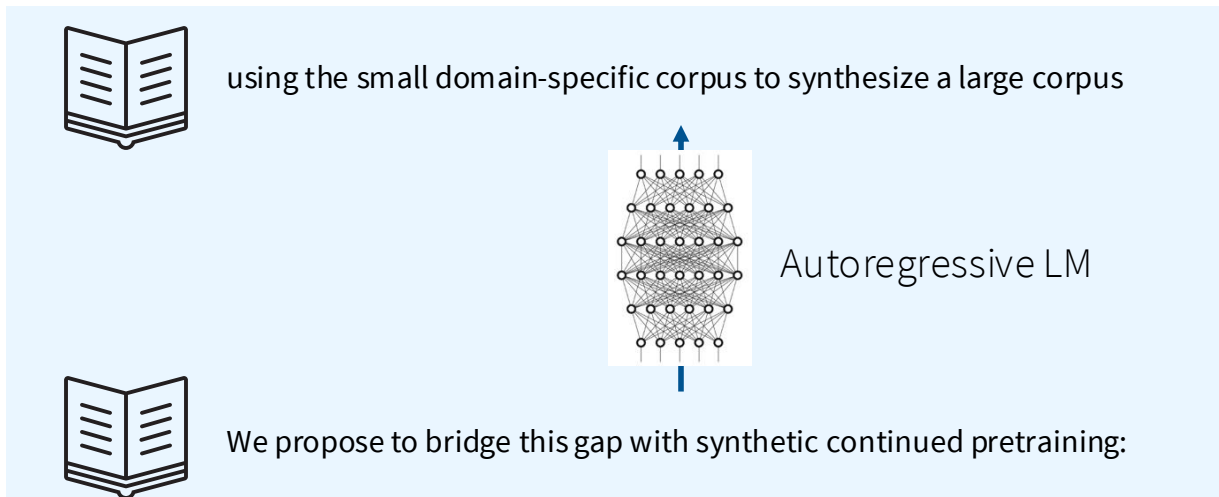 using the small domain-specific corpus to synthesize a large corpus
Autoregressive LM
We propose to bridge this gap with synthetic continued pretraining: